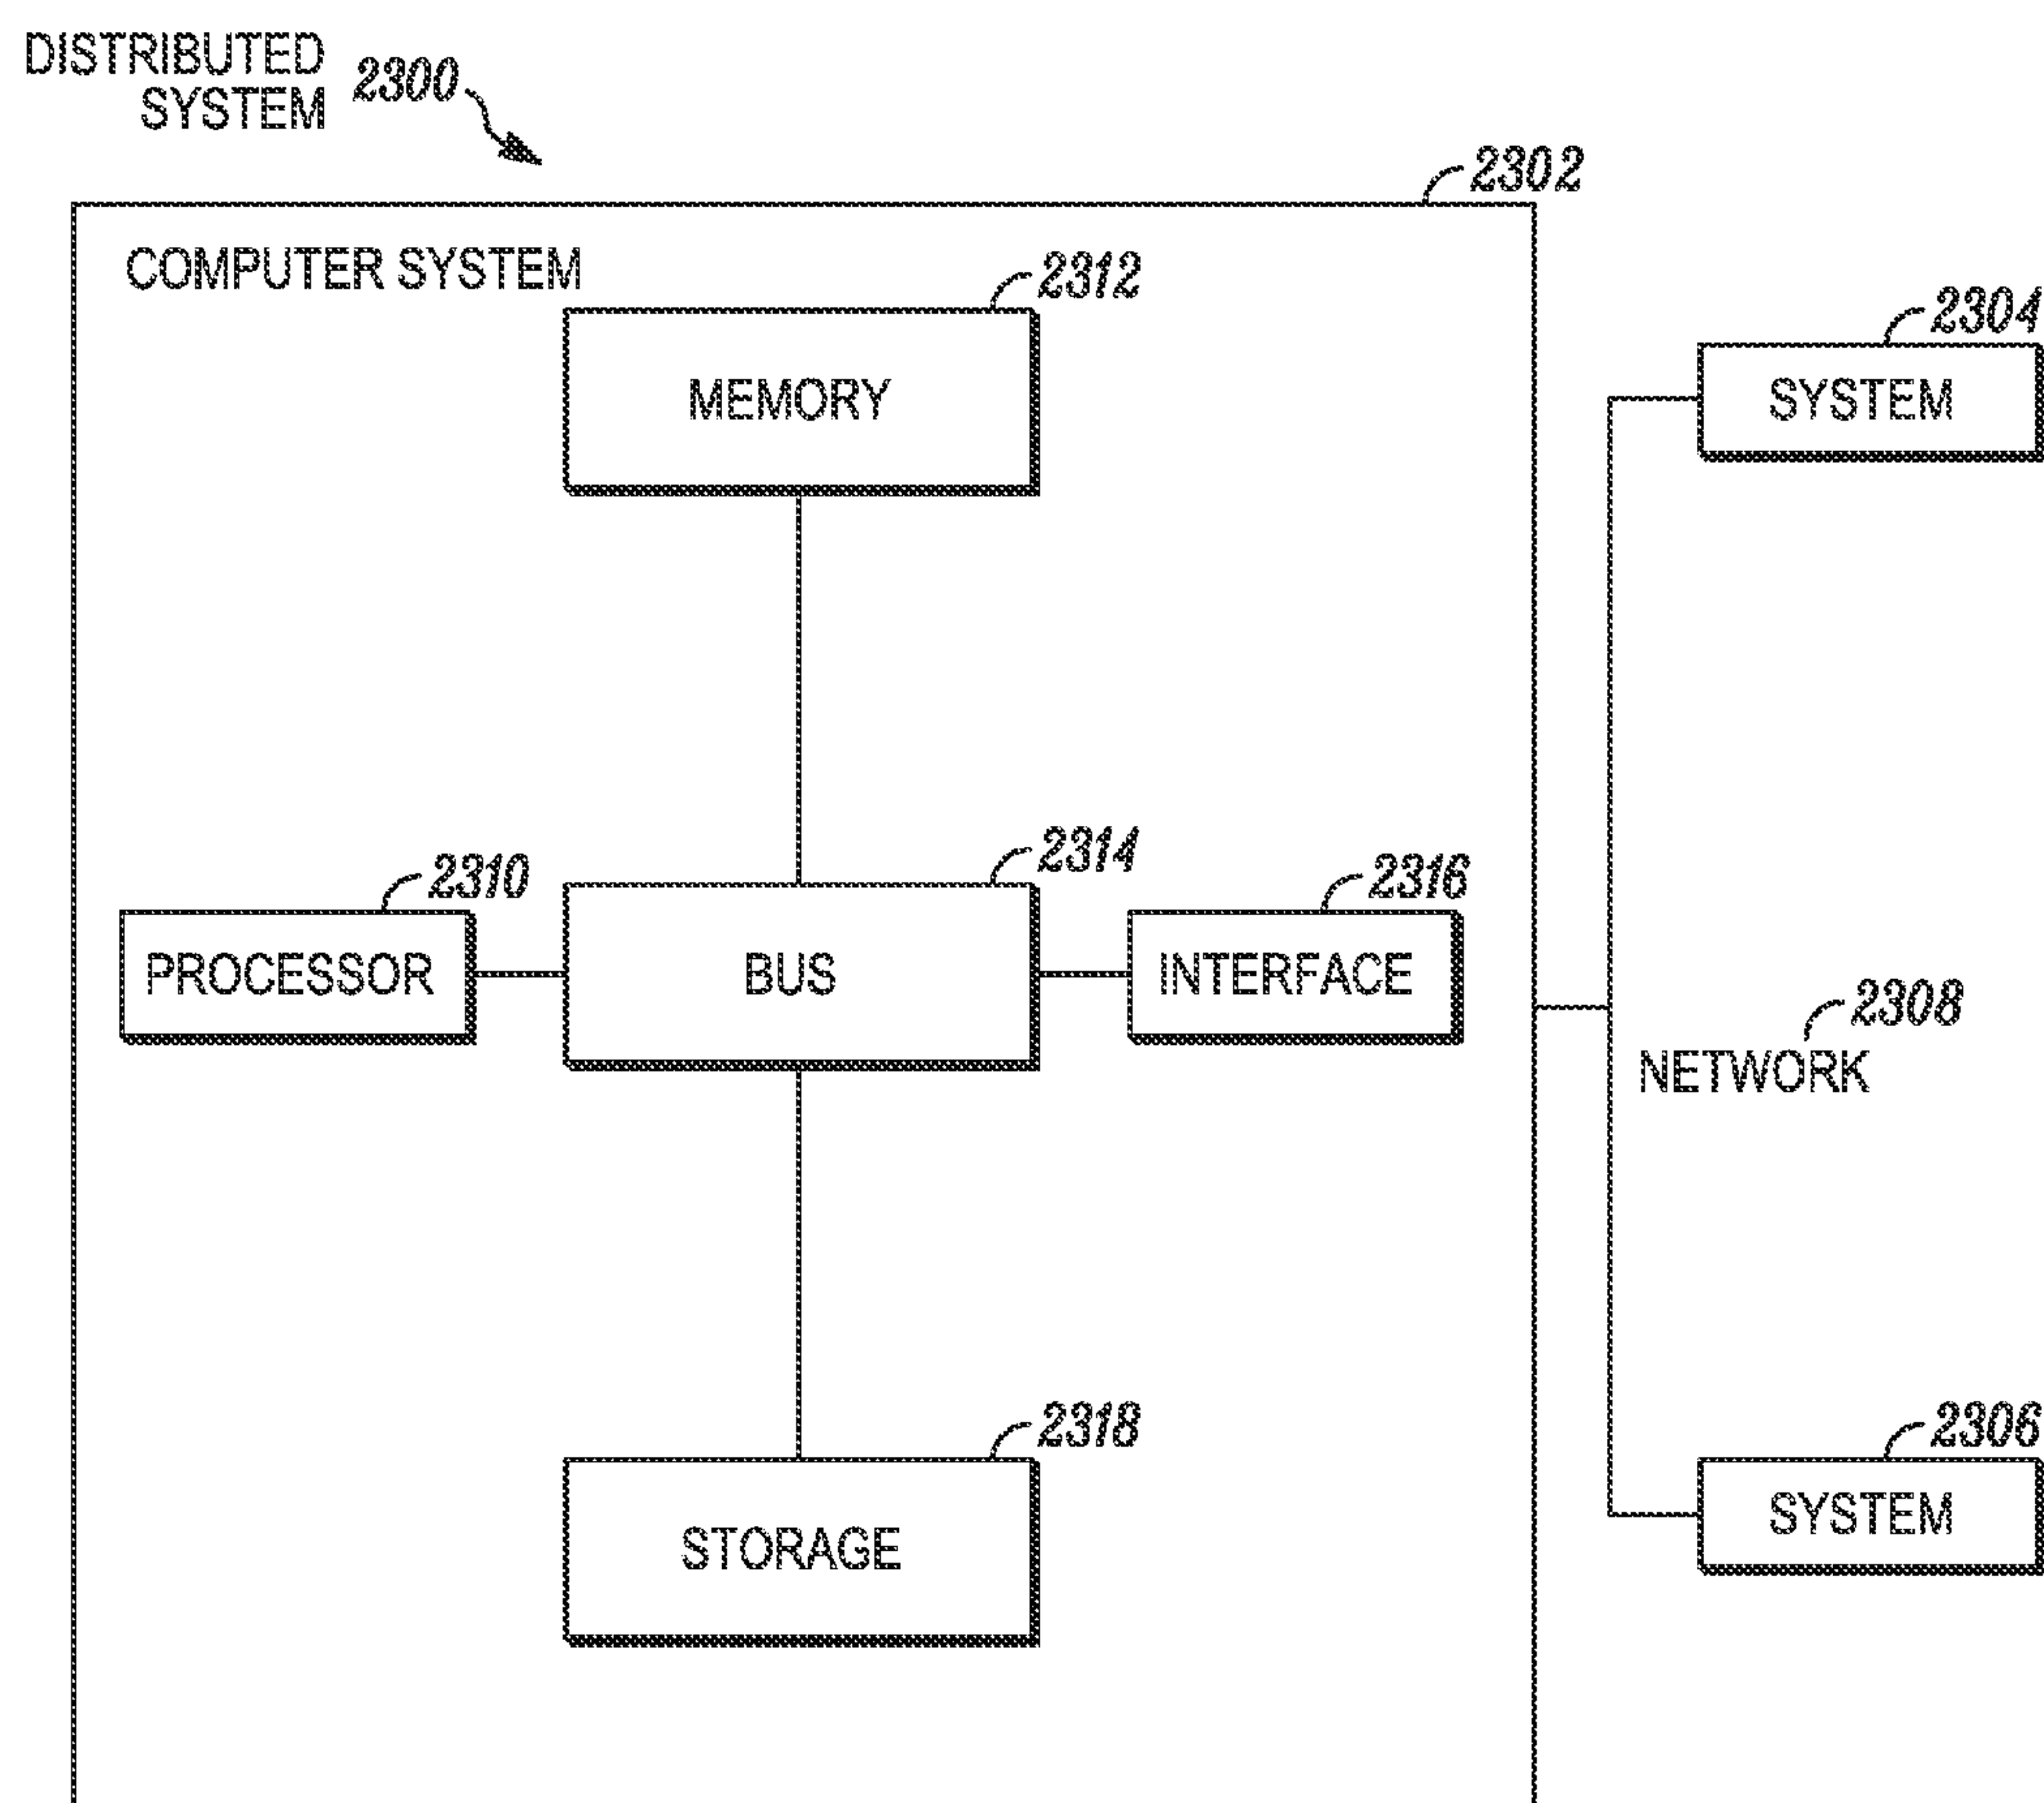 DISTRIBUTED
SYSTEM
2300
2302
COMPUTER SYSTEM
2312
MEMORY
2304
SYSTEM
2310
PROCESSOR
2314
BUS
2316
INTERFACE
2308
NETWORK
2318
STORAGE
2306
SYSTEM